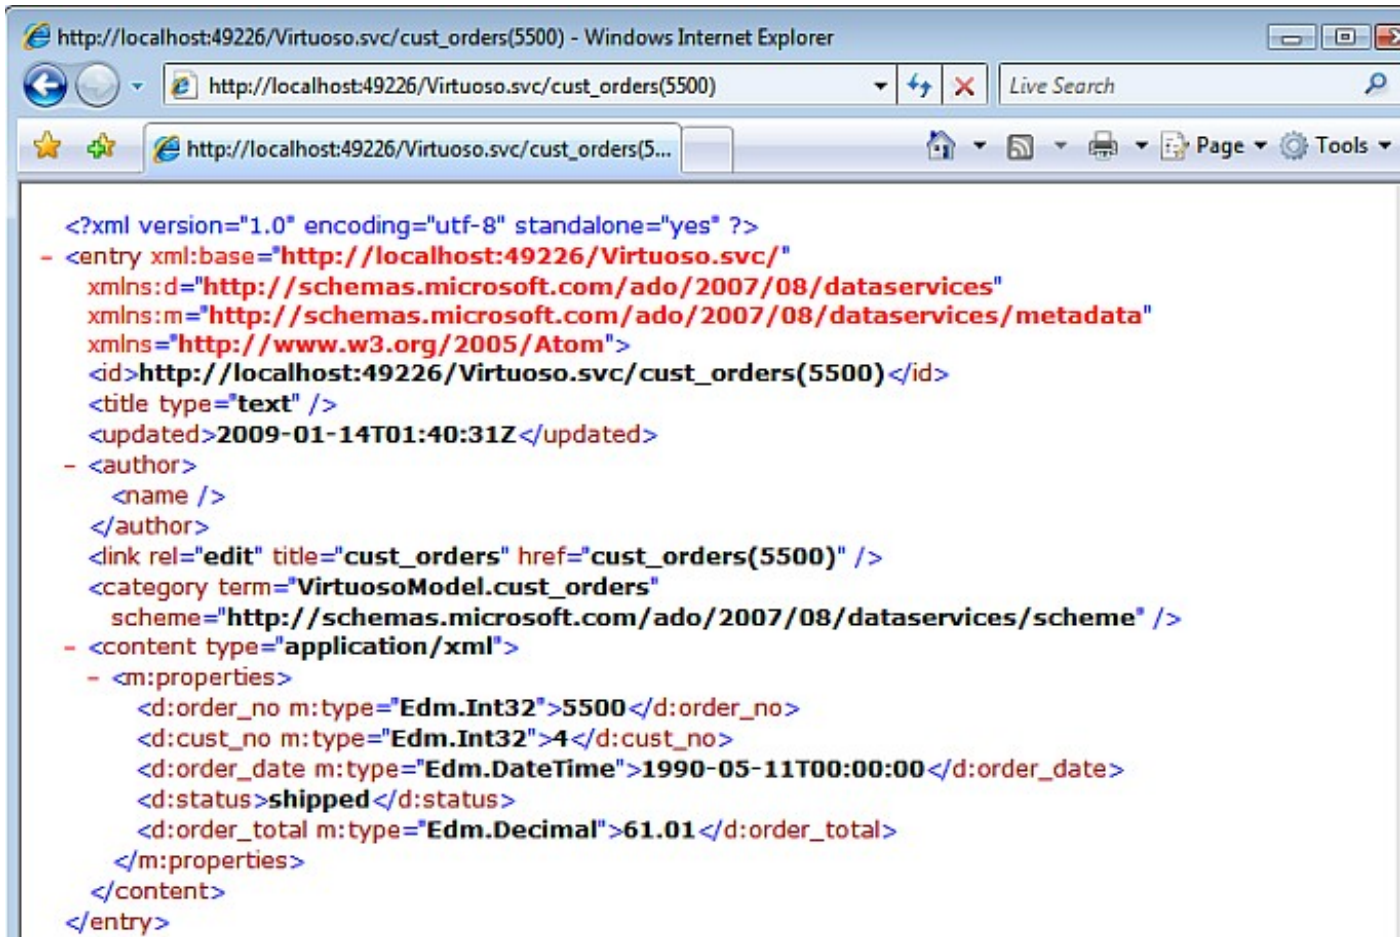 http://localhost:49226/Virtuoso.svc/cust_orders(5500) - Windows Internet Explorer
http://localhost:49226/Virtuoso.svc/cust_orders(5500) Live Search
http://localhost:49226/Virtuoso.svc/cust_orders(5... Page Tools
<?xml version="1.0" encoding="utf-8" standalone="yes" ?>
- <entry xml:base="http://localhost:49226/Virtuoso.svc/"
xmlns:d="http://schemas.microsoft.com/ado/2007/08/dataservices"
xmlns:m="http://schemas.microsoft.com/ado/2007/08/dataservices/metadata"
xmlns="http://www.w3.org/2005/Atom">
<id>http://localhost:49226/Virtuoso.svc/cust_orders(5500)</id>
<title type="text" />
<updated>2009-01-14T01:40:31Z</updated>
- <author>
<name />
</author>
<link rel="edit" title="cust_orders" href="cust_orders(5500)" />
<category term="VirtuosoModel.cust_orders"
scheme="http://schemas.microsoft.com/ado/2007/08/dataservices/scheme" />
- <content type="application/xml">
- <m:properties>
<d:order_no m:type="Edm.Int32">5500</d:order_no>
<d:cust_no m:type="Edm.Int32">4</d:cust_no>
<d:order_date m:type="Edm.DateTime">1990-05-11T00:00:00</d:order_date>
<d:status>shipped</d:status>
<d:order_total m:type="Edm.Decimal">61.01</d:order_total>
</m:properties>
</content>
</entry>